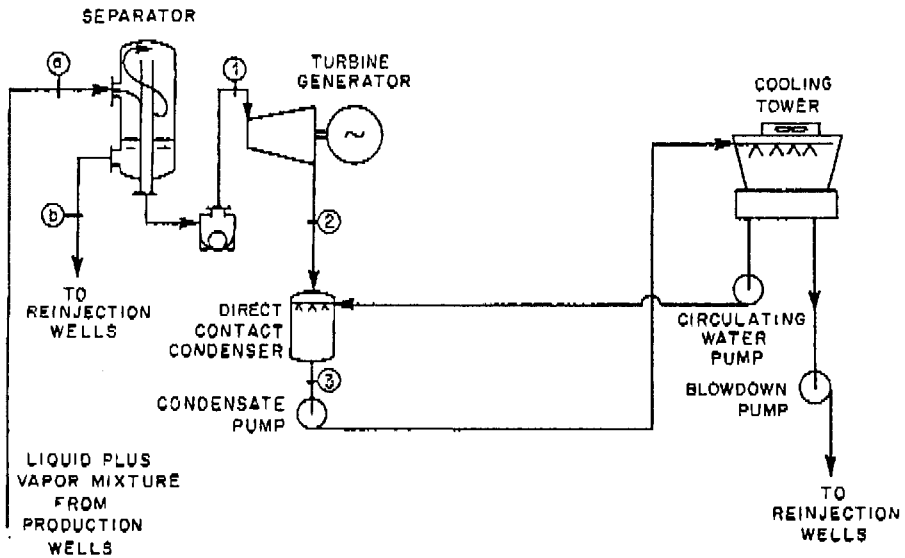 SEPARATOR
a
1
TURBINE
GENERATOR
~
COOLING
TOWER
b
2
TO
REINJECTION
WELLS
DIRECT
CONTACT
CONDENSER
CIRCULATING
WATER
PUMP
3
CONDENSATE
PUMP
BLOWDOWN
PUMP
LIQUID PLUS
VAPOR MIXTURE
FROM
PRODUCTION
WELLS
TO
REINJECTION
WELLS